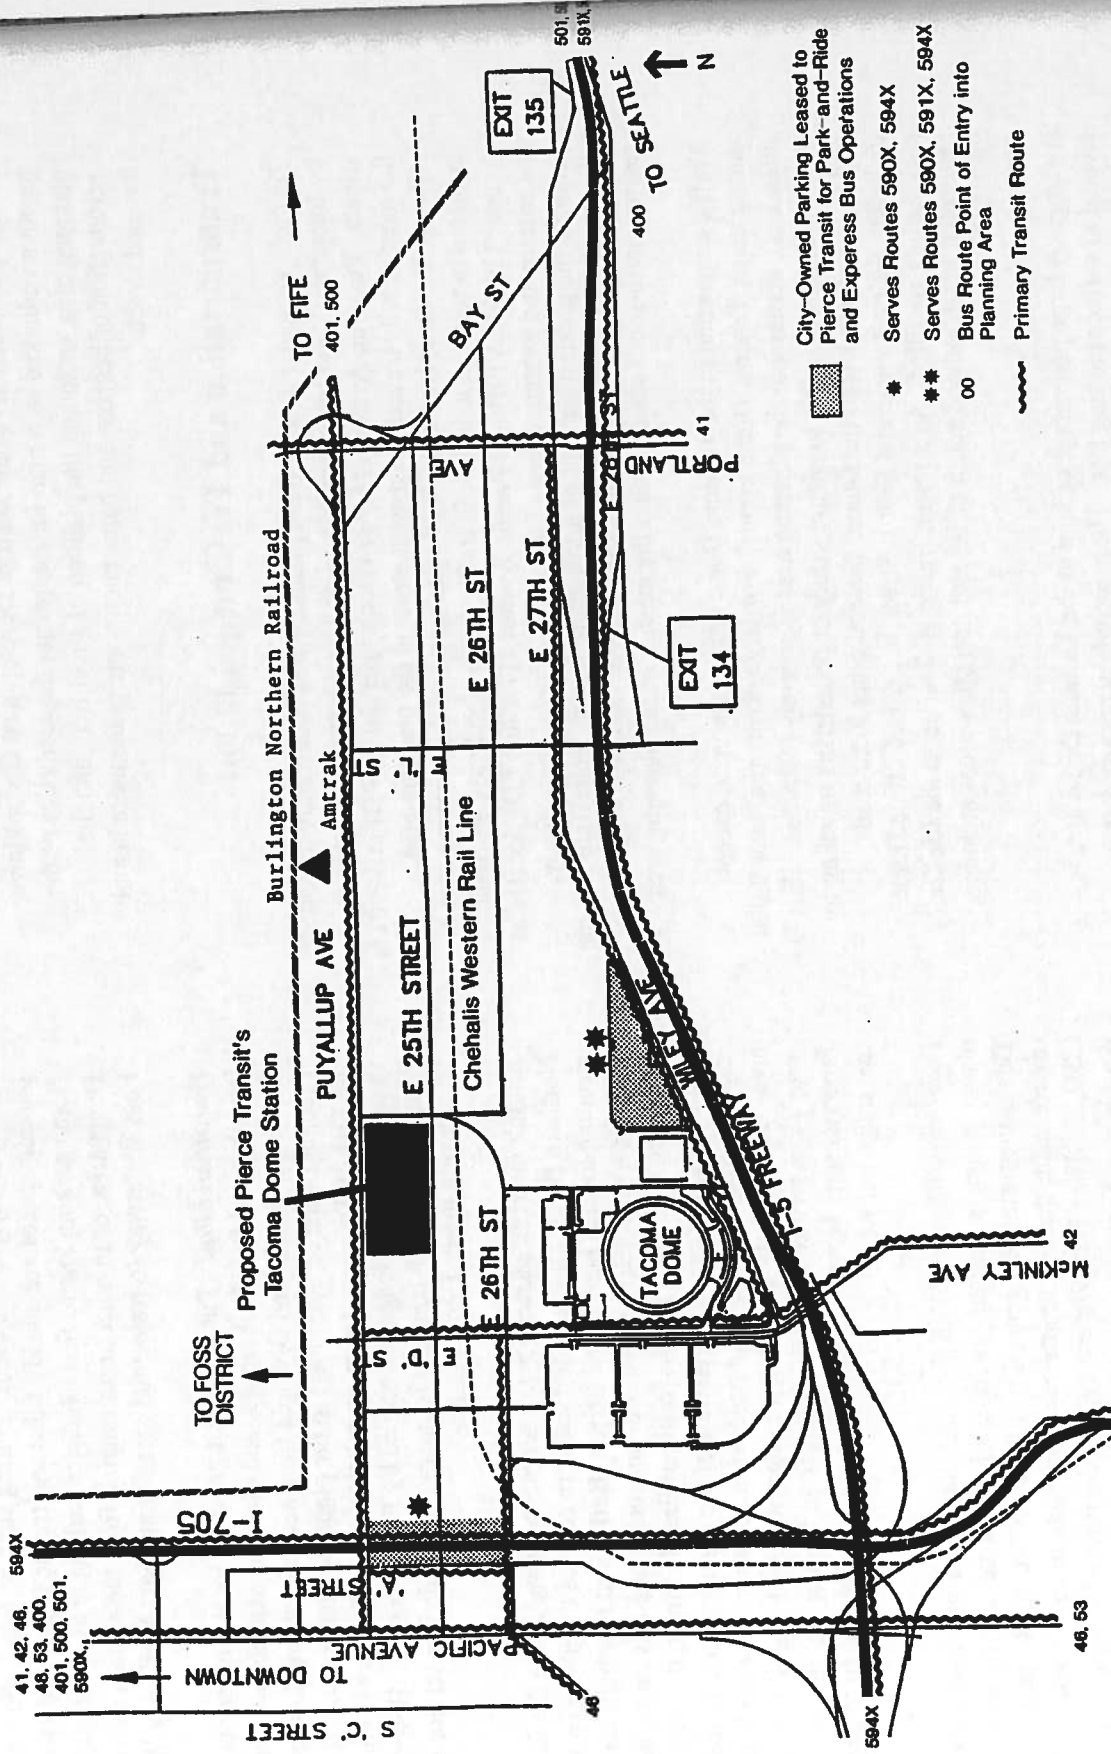 41, 42, 46,
48, 53, 400,
401, 500, 501,
590X,
594X
TO DOWNTOWN
S 'C' STREET
PACIFIC AVENUE
'A' STREET
I-705
TO FOSS
DISTRICT
Proposed Pierce Transit's
Tacoma Dome Station
Burlington Northern Railroad
Amtrak
PUYALLUP AVE
TO FIFE
401, 500
E 25TH STREET
Chehalis Western Rail Line
E 'D' ST
E 'L' ST
E 26TH ST
E 26TH ST
E 27TH ST
BAY ST
PORTLAND
AVE
41
E 28 ST
EXIT
135
EXIT
134
501,
591X,
400
TO SEATTLE
N
WILEY AVE
I-5 FREEWAY
TACOMA
DOME
McKINLEY AVE
42
46
594X
46, 53
City-Owned Parking Leased to
Pierce Transit for Park-and-Ride
and Experess Bus Operations
* Serves Routes 590X, 594X
** Serves Routes 590X, 591X, 594X
00 Bus Route Point of Entry into
Planning Area
Primary Transit Route